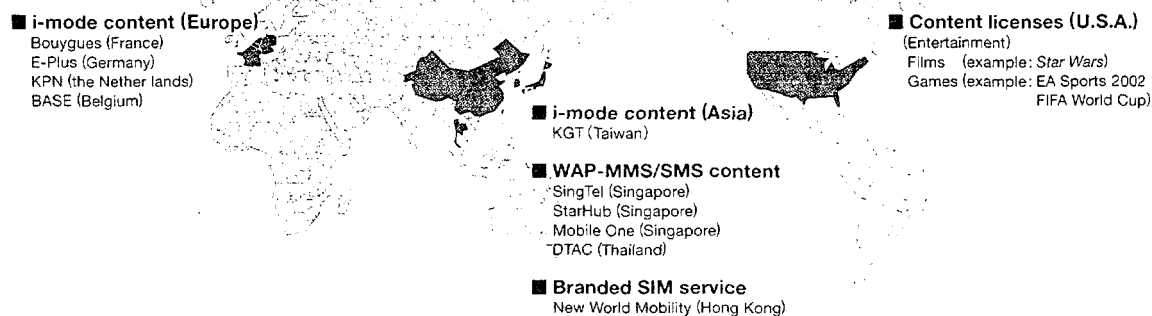 ■ i-mode content (Europe)
Bouygues (France)
E-Plus (Germany)
KPN (the Nether lands)
BASE (Belgium)
■ i-mode content (Asia)
KGT (Taiwan)
■ WAP-MMS/SMS content
SingTel (Singapore)
StarHub (Singapore)
Mobile One (Singapore)
DTAC (Thailand)
■ Branded SIM service
New World Mobility (Hong Kong)
■ Content licenses (U.S.A.)
(Entertainment)
Films (example: Star Wars)
Games (example: EA Sports 2002
FIFA World Cup)